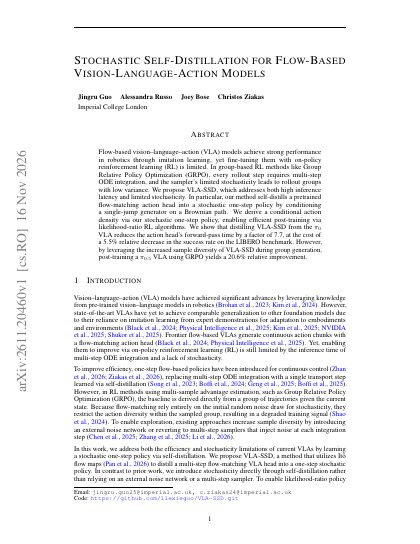 STOCHASTIC SELF-DISTILLATION FOR FLOW-BASED
VISION-LANGUAGE-ACTION MODELS
Jingru Guo Alessandra Russo Joey Bose Christos Ziakas
Imperial College London
ABSTRACT
Flow-based vision–language–action (VLA) models achieve strong performance
in robotics through imitation learning, yet fine-tuning them with on-policy
reinforcement learning (RL) is limited. In group-based RL methods like Group
Relative Policy Optimization (GRPO), every rollout step requires multi-step
ODE integration, and the sampler's limited stochasticity leads to rollout groups
with low variance. We propose VLA-SSD, which addresses both high inference
latency and limited stochasticity. In particular, our method distills a pretrained
flow-matching action head into a stochastic one-step policy by conditioning
a single-jump generator on a Brownian path. We derive a conditional action
density via our stochastic one-step policy, enabling efficient post-training via
likelihood-ratio RL algorithms. We show that distilling VLA-SSD from the π0
VLA reduces the action head's forward-pass time by a factor of 7.7, at the cost of
a 5.5% relative decrease in the success rate on the LIBERO benchmark. However,
by leveraging the increased sample diversity of VLA-SSD during group generation,
post-training a π0.5 VLA using GRPO yields a 20.6% relative improvement.
1 INTRODUCTION
Vision–language–action (VLA) models have achieved significant advances by leveraging knowledge
from pre-trained vision–language models in robotics (Brohan et al., 2023; Kim et al., 2024). However,
state-of-the-art VLAs have yet to achieve comparable generalization to other foundation models due
to their reliance on imitation learning from expert demonstrations for adaptation to embodiments
and environments (Black et al., 2024; Physical Intelligence et al., 2025; Kim et al., 2025; NVIDIA
et al., 2025; Shukor et al., 2025). Frontier flow-based VLAs generate continuous action chunks with
a flow-matching action head (Black et al., 2024; Physical Intelligence et al., 2025). Yet, enabling
them to improve via on-policy reinforcement learning (RL) is still limited by the inference time of
multi-step ODE integration and a lack of stochasticity.
To improve efficiency, one-step flow-based policies have been introduced for continuous control (Zhan
et al., 2026; Ziakas et al., 2026), replacing multi-step ODE integration with a single transport step
learned via self-distillation (Song et al., 2023; Boffi et al., 2024; Geng et al., 2025; Boffi et al., 2025).
However, in RL methods using multi-sample advantage estimation, such as Group Relative Policy
Optimization (GRPO), the baseline is derived directly from a group of trajectories given the current
state. Because flow-matching rely entirely on the initial random noise draw for stochasticity, they
restrict the action diversity within the sampled group, resulting in a degraded training signal (Shao
et al., 2024). To enable exploration, existing approaches increase sample diversity by introducing
an external noise network or reverting to multi-step samplers that inject noise at each integration
step (Chen et al., 2025; Zhang et al., 2025; Li et al., 2026).
In this work, we address both the efficiency and stochasticity limitations of current VLAs by learning
a stochastic one-step policy via self-distillation. We propose VLA-SSD, a method that utilizes Itô
flow maps (Pan et al., 2026) to distill a multi-step flow-matching VLA head into a one-step stochastic
policy. In contrast to prior work, we introduce stochasticity directly through self-distillation rather
than relying on an external noise network or a multi-step sampler. To enable likelihood-ratio policy
Email: jingru.guo25@imperial.ac.uk, c.ziakas24@imperial.ac.uk
1
arXiv:2611.20460v1 [cs.RO] 16 Nov 2026